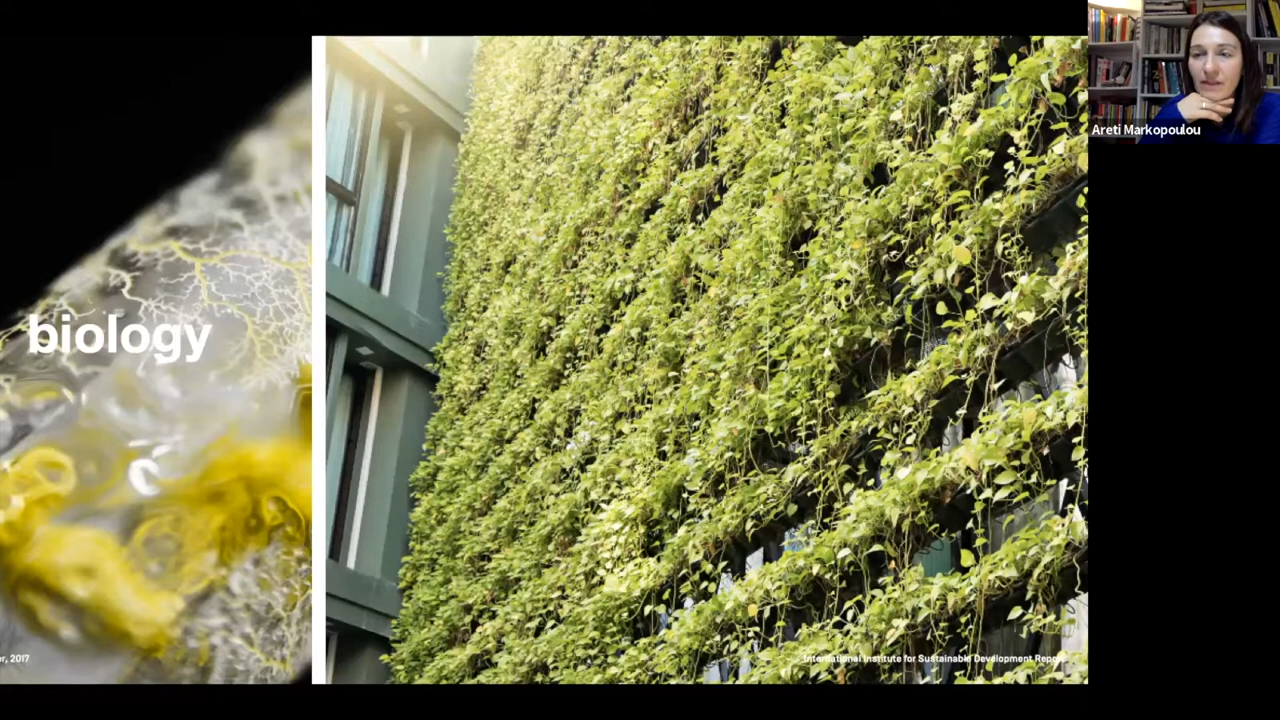 Areti Markopoulou
biology
r, 2017
International Institute for Sustainable Development Report